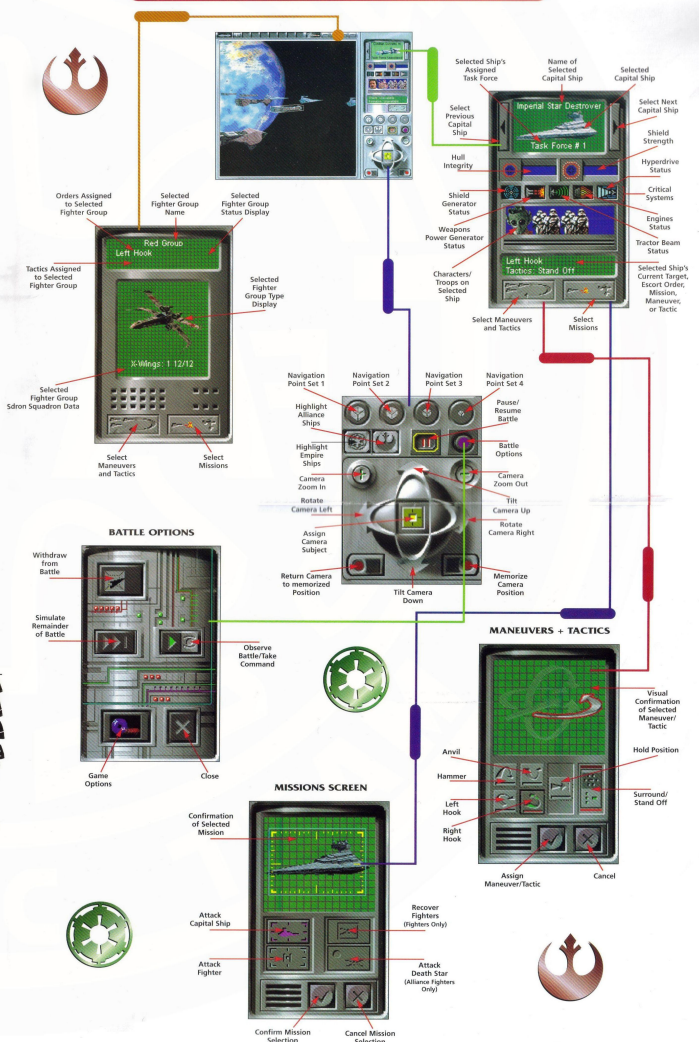 Selected Ship's
Assigned
Task Force
Name of
Selected
Capital Ship
Selected
Capital Ship
Select
Previous
Capital
Ship
Imperial Star Destroyer
Task Force # 1
Select Next
Capital Ship
Shield
Strength
Hull
Integrity
Hyperdrive
Status
Shield
Generator
Status
Critical
Systems
Weapons
Power Generator
Status
Engines
Status
Tractor Beam
Status
Characters/
Troops on
Selected
Ship
Left Hook
Tactics: Stand Off
Selected Ship's
Current Target,
Escort Order,
Mission,
Maneuver,
or Tactic
Select Maneuvers
and Tactics
Select
Missions
Orders Assigned
to Selected
Fighter Group
Selected
Fighter Group
Name
Selected
Fighter Group
Status Display
Red Group
Left Hook
Tactics Assigned
to Selected
Fighter Group
Selected
Fighter
Group Type
Display
X-Wings: 1 12/12
Selected
Fighter Group
Sdron Squadron Data
Select
Maneuvers
and Tactics
Select
Missions
Navigation
Point Set 1
Navigation
Point Set 2
Navigation
Point Set 3
Navigation
Point Set 4
Highlight
Alliance
Ships
Pause/
Resume
Battle
Highlight
Empire
Ships
Battle
Options
Camera
Zoom In
Camera
Zoom Out
Rotate
Camera Left
Tilt
Camera Up
Assign
Camera
Subject
Rotate
Camera Right
Return Camera
to memorized
Position
Tilt Camera
Down
Memorize
Camera
Position
BATTLE OPTIONS
Withdraw
from
Battle
Simulate
Remainder
of Battle
Observe
Battle/Take
Command
Game
Options
Close
MANEUVERS + TACTICS
Visual
Confirmation
of Selected
Maneuver/
Tactic
Anvil
Hold Position
Hammer
Left
Hook
Surround/
Stand Off
Right
Hook
Assign
Maneuver/Tactic
Cancel
MISSIONS SCREEN
Confirmation
of Selected
Mission
Attack
Capital Ship
Recover
Fighters
(Fighters Only)
Attack
Fighter
Attack
Death Star
(Alliance Fighters
Only)
Confirm Mission
Selection
Cancel Mission
Selection